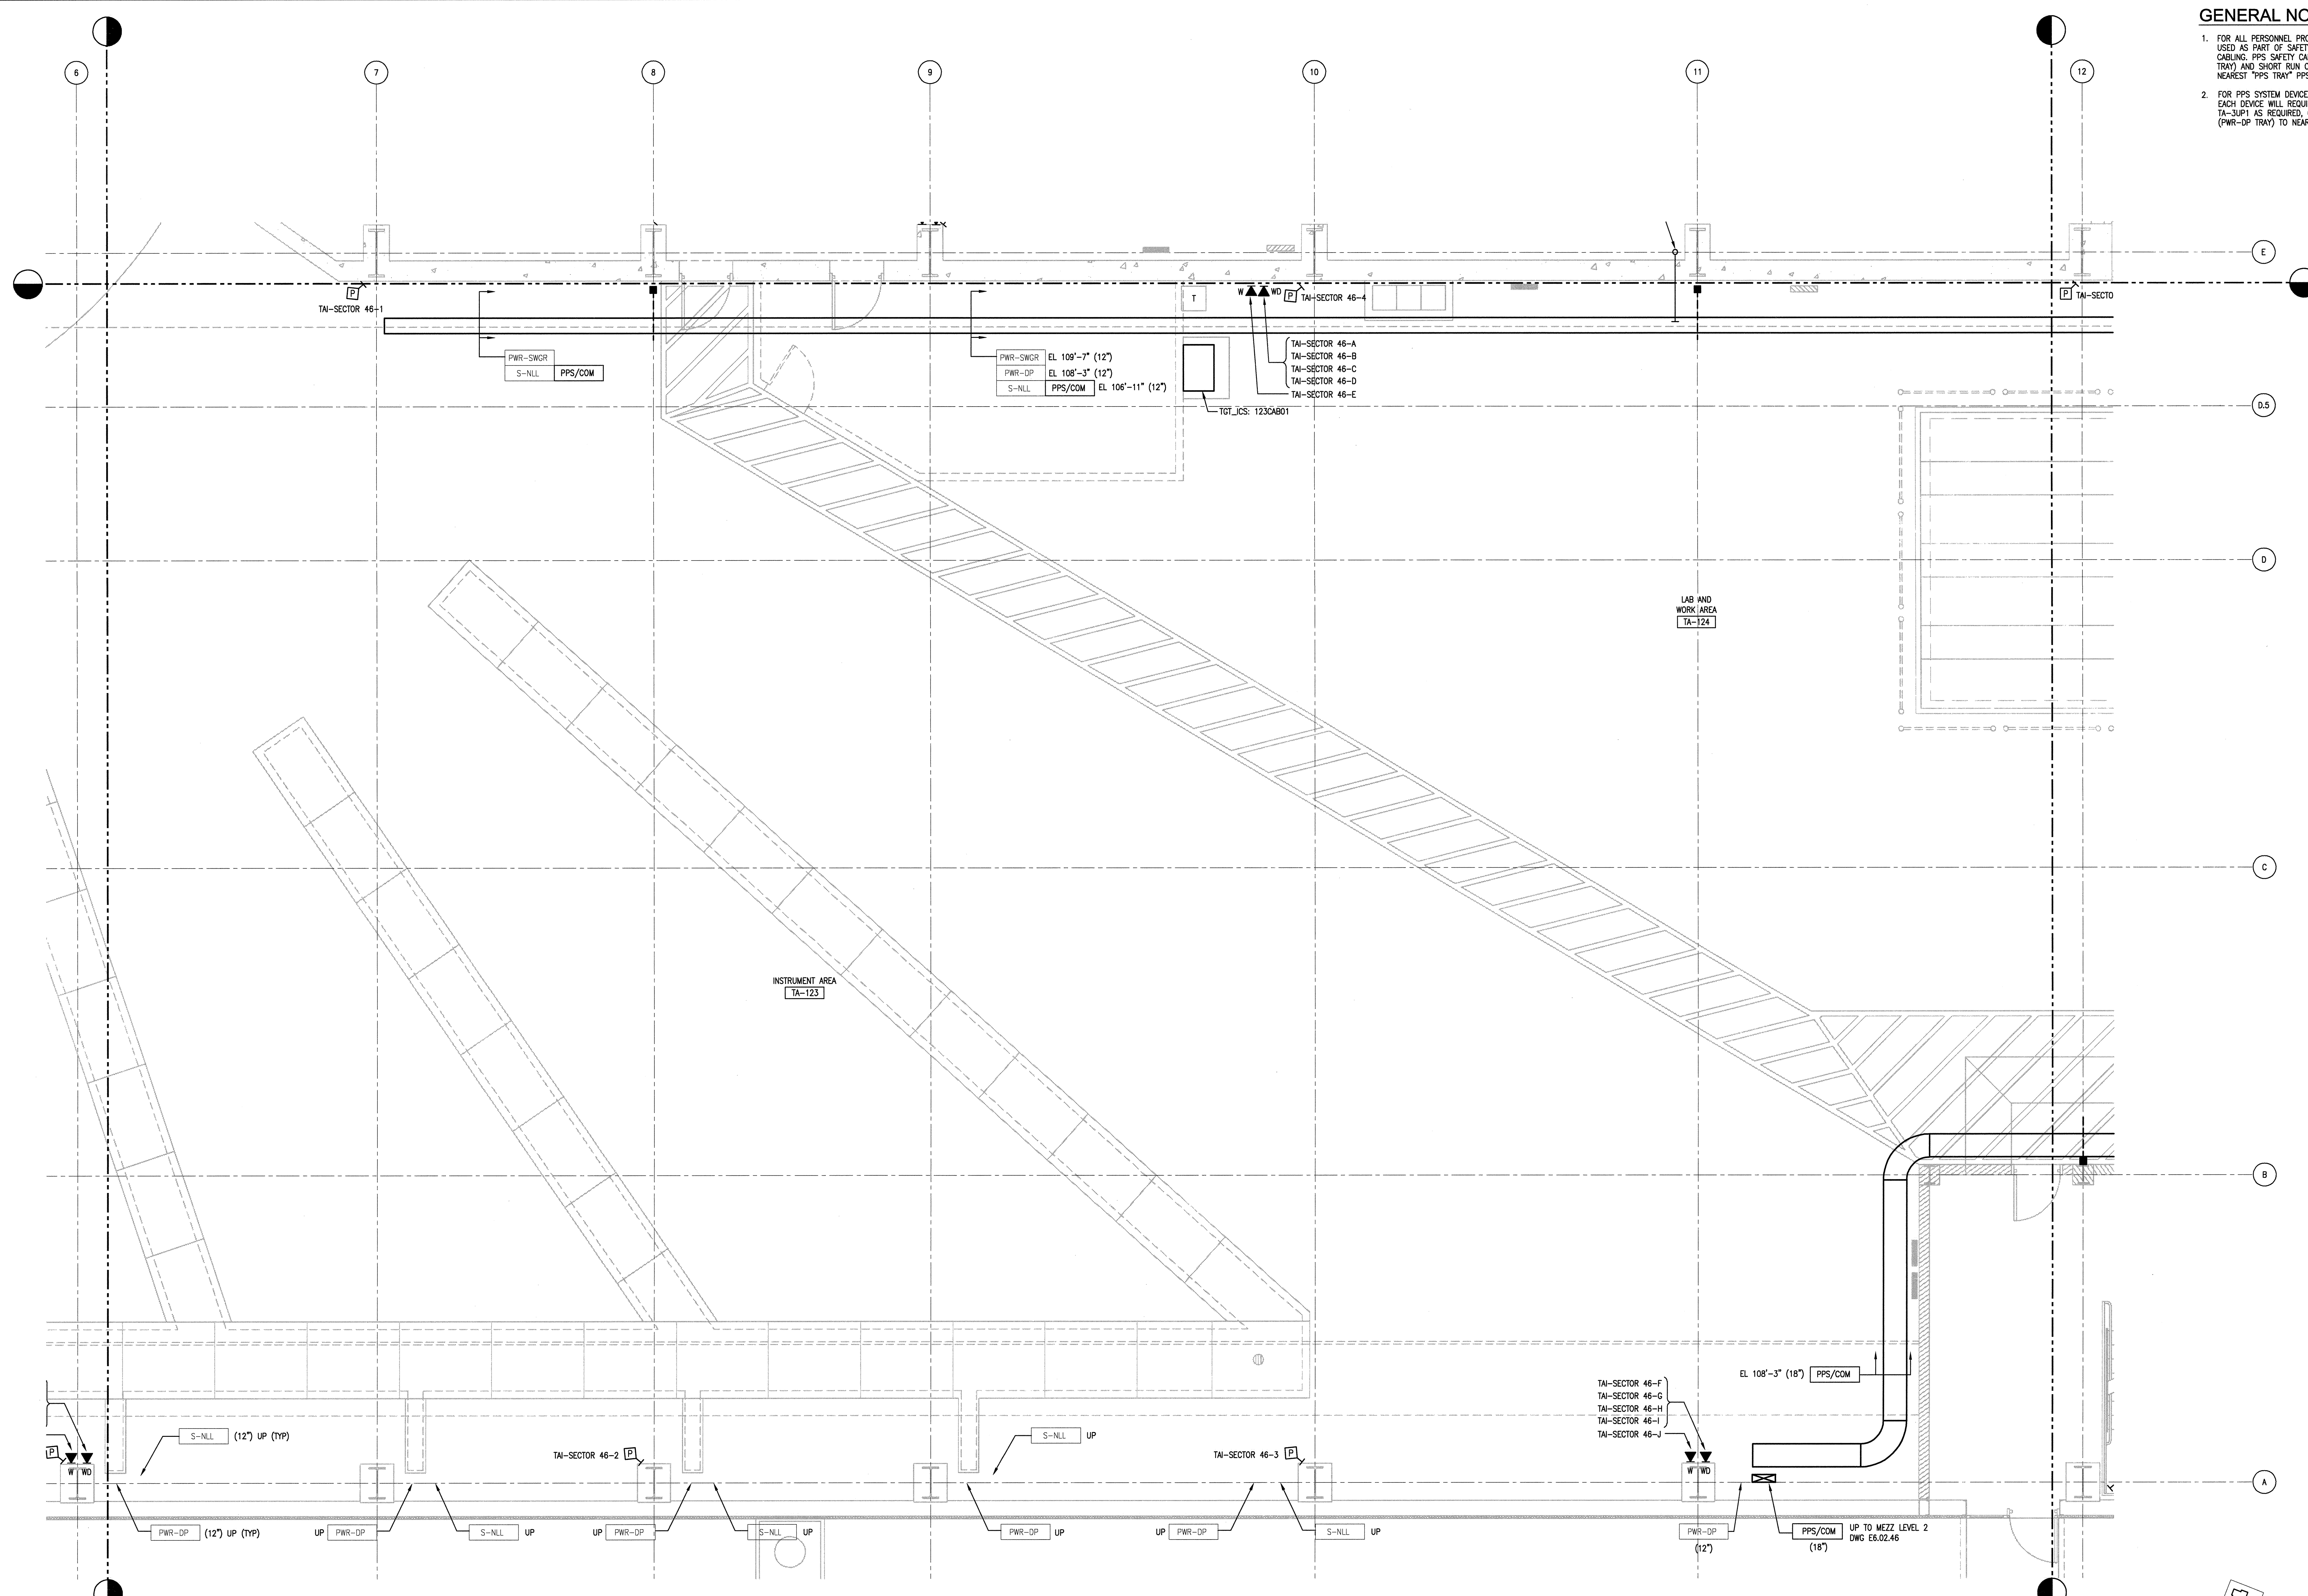 GENERAL NO
1. FOR ALL PERSONNEL PRO
USED AS PART OF SAFET
CABLING. PPS SAFETY CA
TRAY) AND SHORT RUN C
NEAREST "PPS TRAY" PPS
2. FOR PPS SYSTEM DEVICE
EACH DEVICE WILL REQUI
TA-3UP1 AS REQUIRED,
(PWR-DP TRAY) TO NEAR
6
7
8
9
10
11
12
E
P
TAI-SECTOR 46-1
T
W
WD
P
TAI-SECTOR 46-4
P
TAI-SECTO
PWR-SWGR
S-NLL
PPS/COM
PWR-SWGR EL 109'-7" (12")
PWR-DP EL 108'-3" (12")
S-NLL PPS/COM EL 106'-11" (12")
TAI-SECTOR 46-A
TAI-SECTOR 46-B
TAI-SECTOR 46-C
TAI-SECTOR 46-D
TAI-SECTOR 46-E
TGT_ICS: 123CAB01
D.5
D
LAB AND
WORK AREA
TA-124
C
INSTRUMENT AREA
TA-123
B
EL 108'-3" (18") PPS/COM
TAI-SECTOR 46-F
TAI-SECTOR 46-G
TAI-SECTOR 46-H
TAI-SECTOR 46-I
TAI-SECTOR 46-J
S-NLL (12") UP (TYP)
S-NLL UP
P
TAI-SECTOR 46-2 P
TAI-SECTOR 46-3 P
W WD
W WD
A
PWR-DP (12") UP (TYP)
UP PWR-DP
S-NLL UP
UP PWR-DP
S-NLL UP
PWR-DP UP
UP PWR-DP
S-NLL UP
PWR-DP
(12")
PPS/COM
(18")
UP TO MEZZ LEVEL 2
DWG E6.02.46